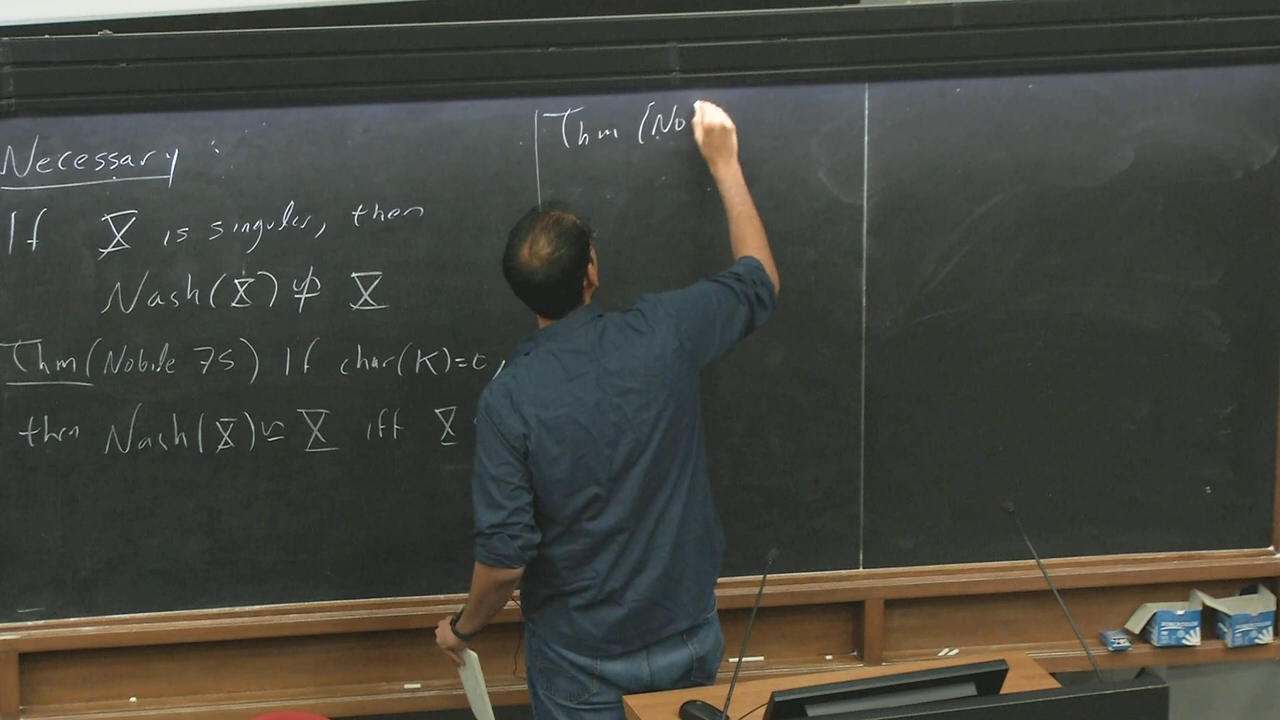 Necessary :
If X is singular, then
Nash(X) ≄ X
Thm (Nobile 75) If char(K)=0,
then Nash(X) ≃ X iff X
Thm (No